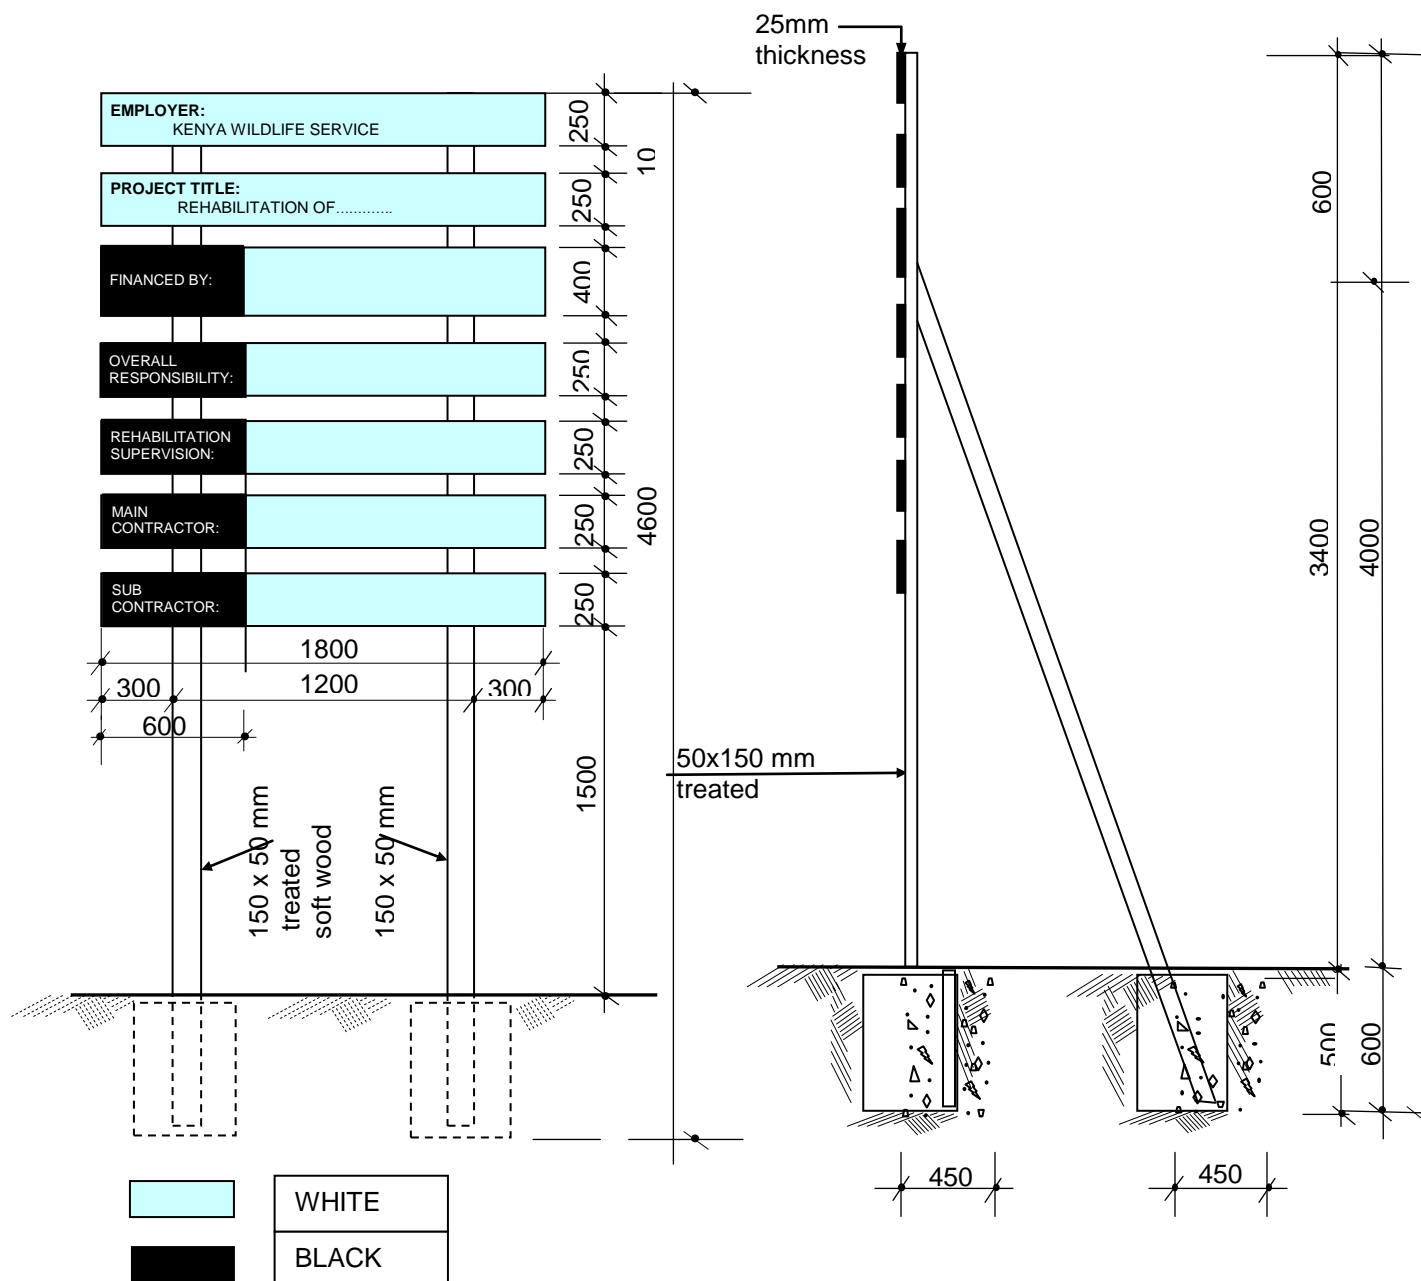 25mm
thickness
EMPLOYER:
KENYA WILDLIFE SERVICE
250
10
PROJECT TITLE:
REHABILITATION OF.............
250
600
FINANCED BY:
400
OVERALL
RESPONSIBILITY:
250
REHABILITATION
SUPERVISION:
250
4600
3400
4000
MAIN
CONTRACTOR:
250
SUB
CONTRACTOR:
250
1800
300
1200
300
600
1500
50x150 mm
treated
150 x 50 mm
treated
soft wood
150 x 50 mm
500
600
450
450
WHITE
BLACK